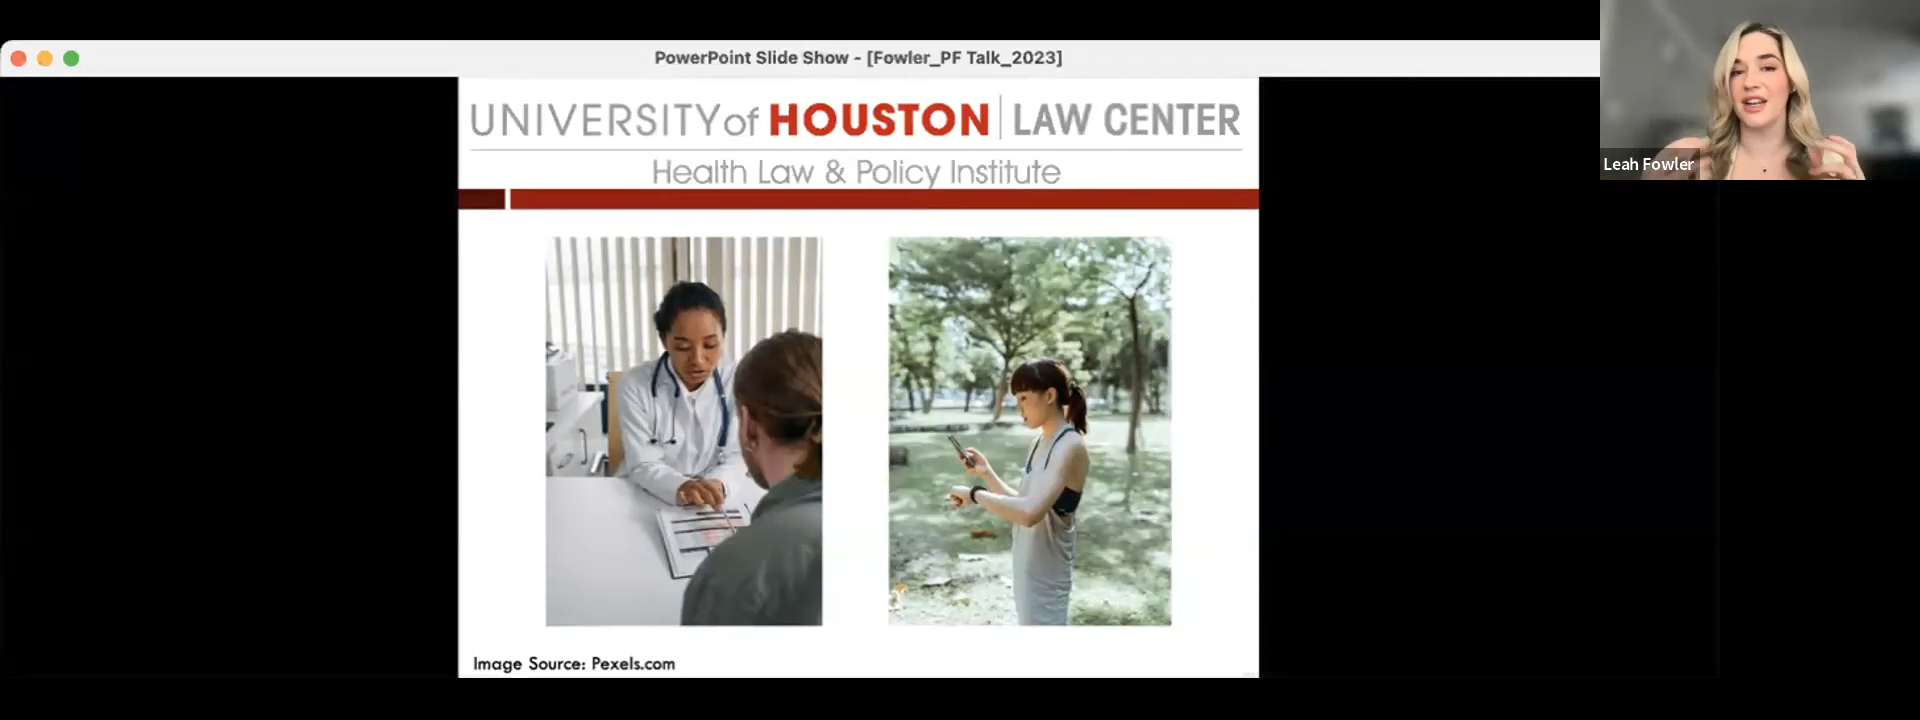 PowerPoint Slide Show - [Fowler_PF Talk_2023]
UNIVERSITY of HOUSTON | LAW CENTER
Health Law & Policy Institute
Leah Fowler
Image Source: Pexels.com